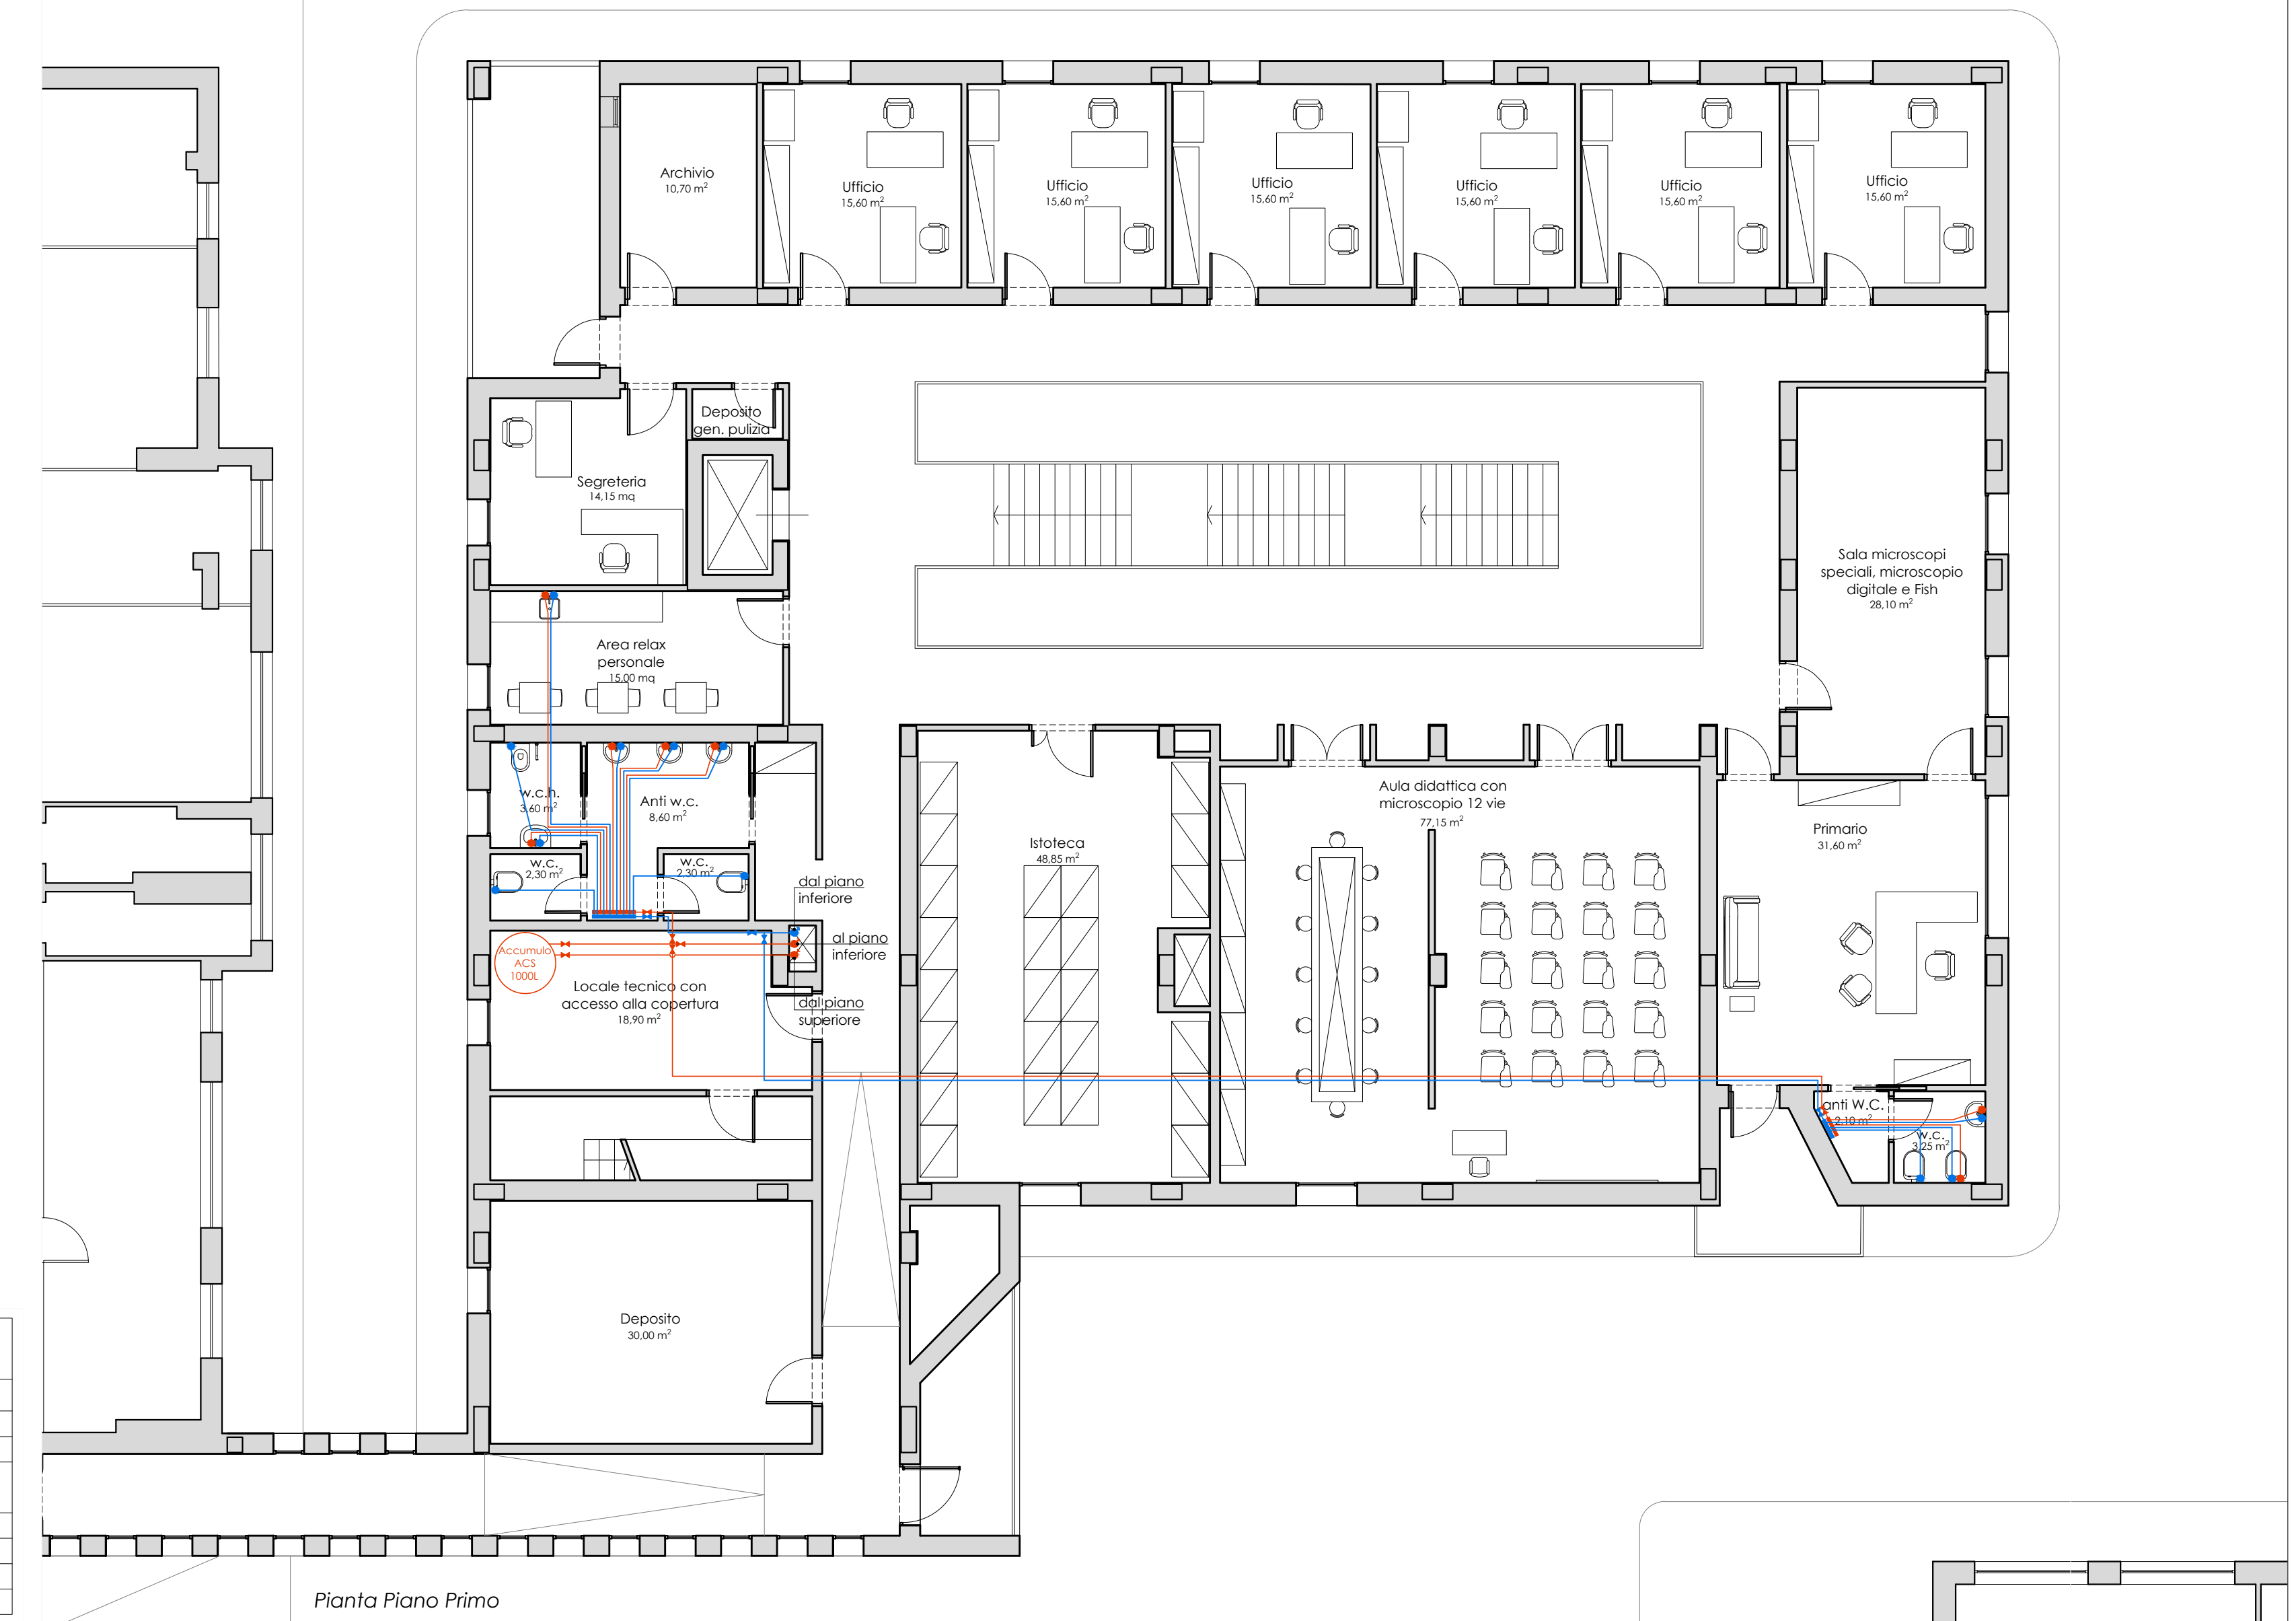 Archivio
10,70 m²
Ufficio
15,60 m²
Ufficio
15,60 m²
Ufficio
15,60 m²
Ufficio
15,60 m²
Ufficio
15,60 m²
Ufficio
15,60 m²
Deposito
gen. pulizia
Segreteria
14,15 mq
Sala microscopi
speciali, microscopio
digitale e Fish
28,10 m²
Area relax
personale
15,00 mq
w.c.h.
3,60 m²
Anti w.c.
8,60 m²
w.c.
2,30 m²
w.c.
2,30 m²
Istoteca
48,85 m²
Aula didattica con
microscopio 12 vie
77,15 m²
Primario
31,60 m²
dal piano
inferiore
al piano
inferiore
dal piano
superiore
Accumulo
ACS
1000L
Locale tecnico con
accesso alla copertura
18,90 m²
anti W.C.
2,10 m²
w.c.
3,25 m²
Deposito
30,00 m²
Pianta Piano Primo